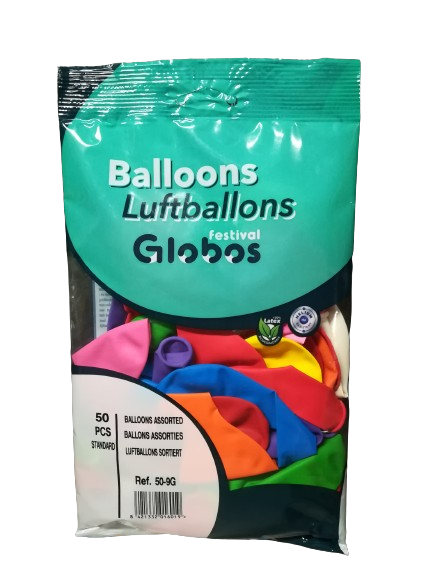 Balloons
Luftballons
festival
Globos
Latex
50
PCS
STANDARD
BALLOONS ASSORTED
BALLONS ASSORTIES
LUFTBALLONS SORTIERT
Ref. 50-9G